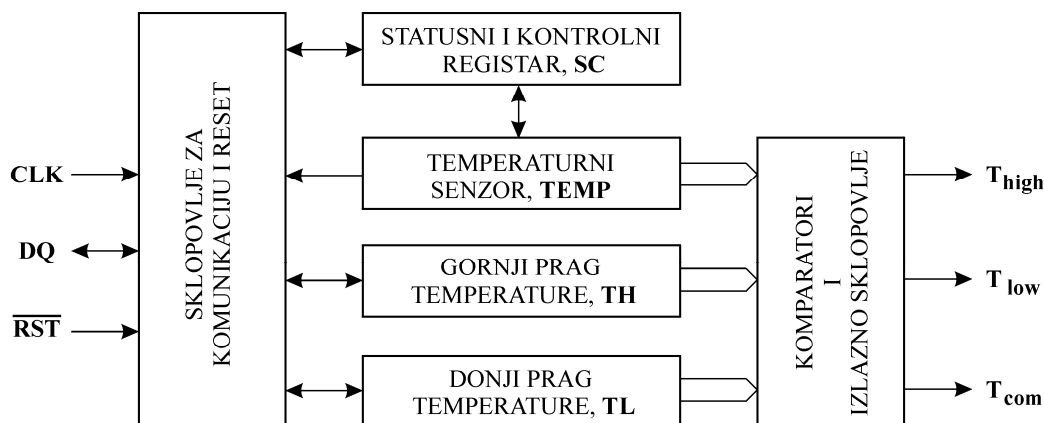 STATUSNI I KONTROLNI
REGISTAR, SC
SKLOPOVLJE ZA
KOMUNIKACIJU I RESET
CLK
DQ
RST
TEMPERATURNI
SENZOR, TEMP
GORNJI PRAG
TEMPERATURE, TH
DONJI PRAG
TEMPERATURE, TL
KOMPARATORI
I
IZLAZNO SKLOPOVLJE
Thigh
Tlow
Tcom